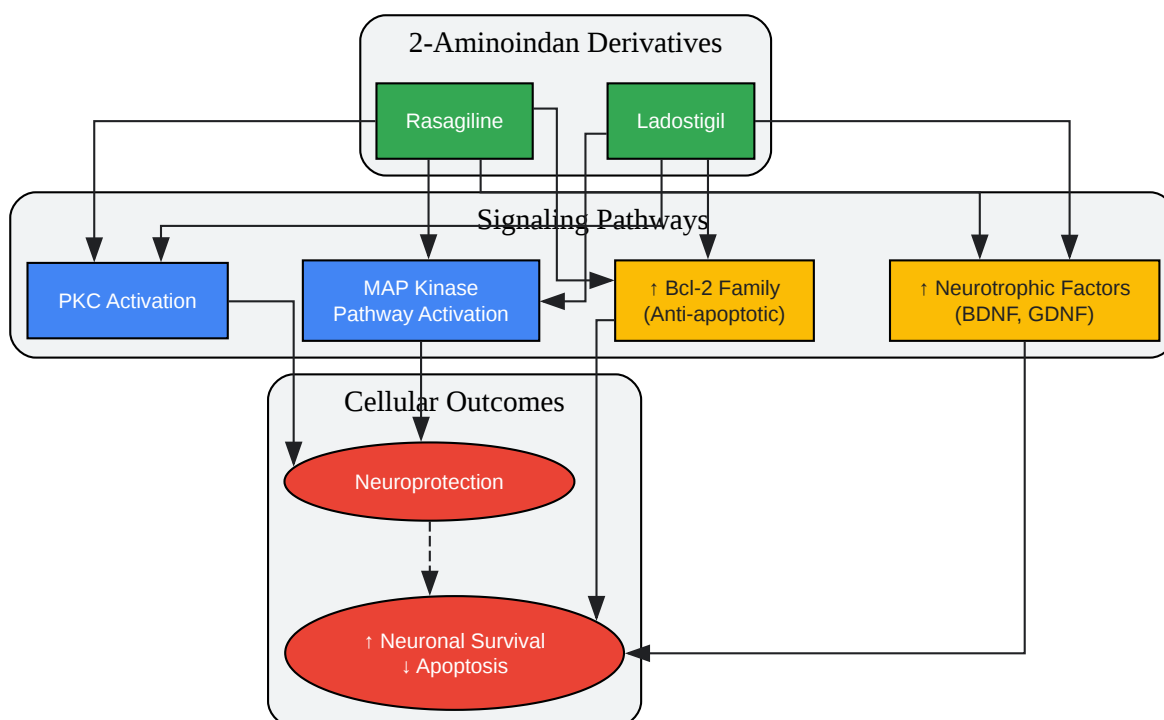 2-Aminoindan Derivatives
Rasagiline
Ladostigil
Signaling Pathways
PKC Activation
MAP Kinase
Pathway Activation
↑ Bcl-2 Family
(Anti-apoptotic)
↑ Neurotrophic Factors
(BDNF, GDNF)
Cellular Outcomes
Neuroprotection
↑ Neuronal Survival
↓ Apoptosis